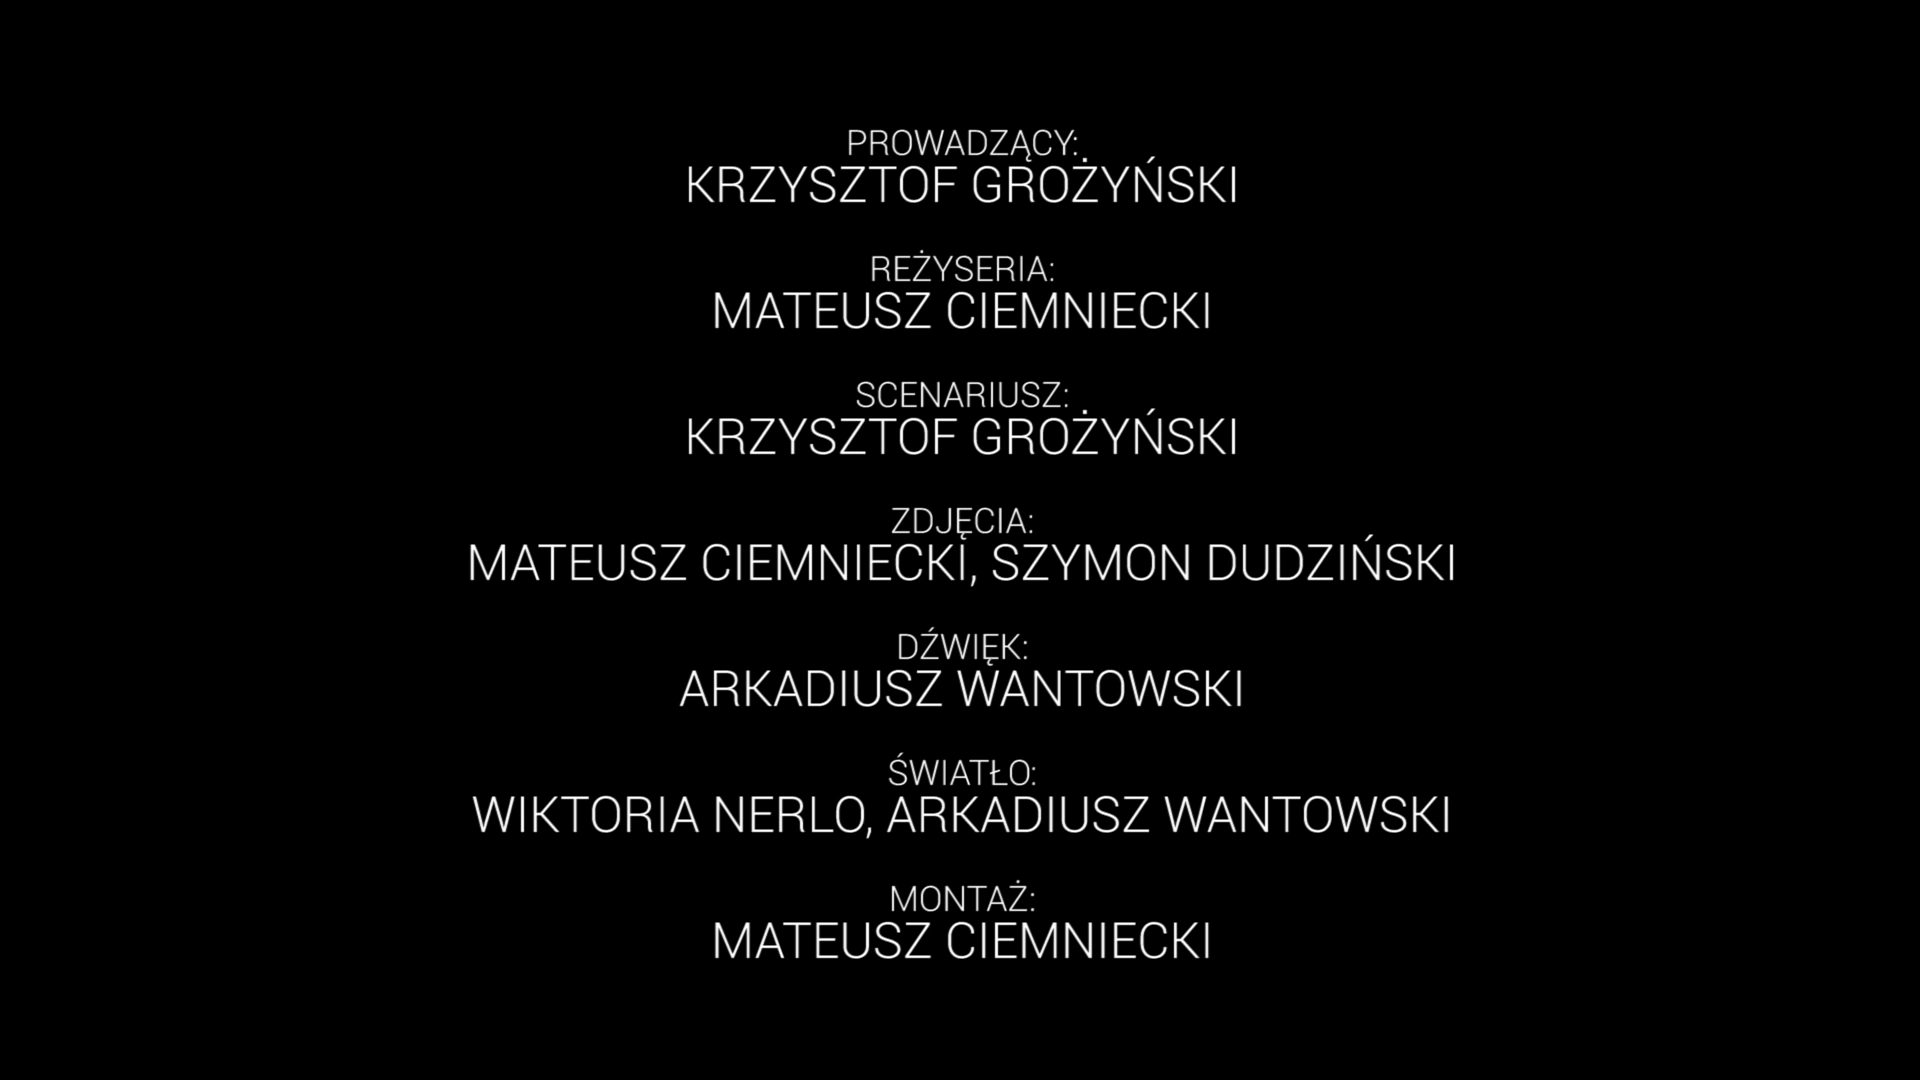 PROWADZĄCY:
KRZYSZTOF GROŻYŃSKI
REŻYSERIA:
MATEUSZ CIEMNIECKI
SCENARIUSZ:
KRZYSZTOF GROŻYŃSKI
ZDJĘCIA:
MATEUSZ CIEMNIECKI, SZYMON DUDZIŃSKI
DŹWIĘK:
ARKADIUSZ WANTOWSKI
ŚWIATŁO:
WIKTORIA NERLO, ARKADIUSZ WANTOWSKI
MONTAŻ:
MATEUSZ CIEMNIECKI